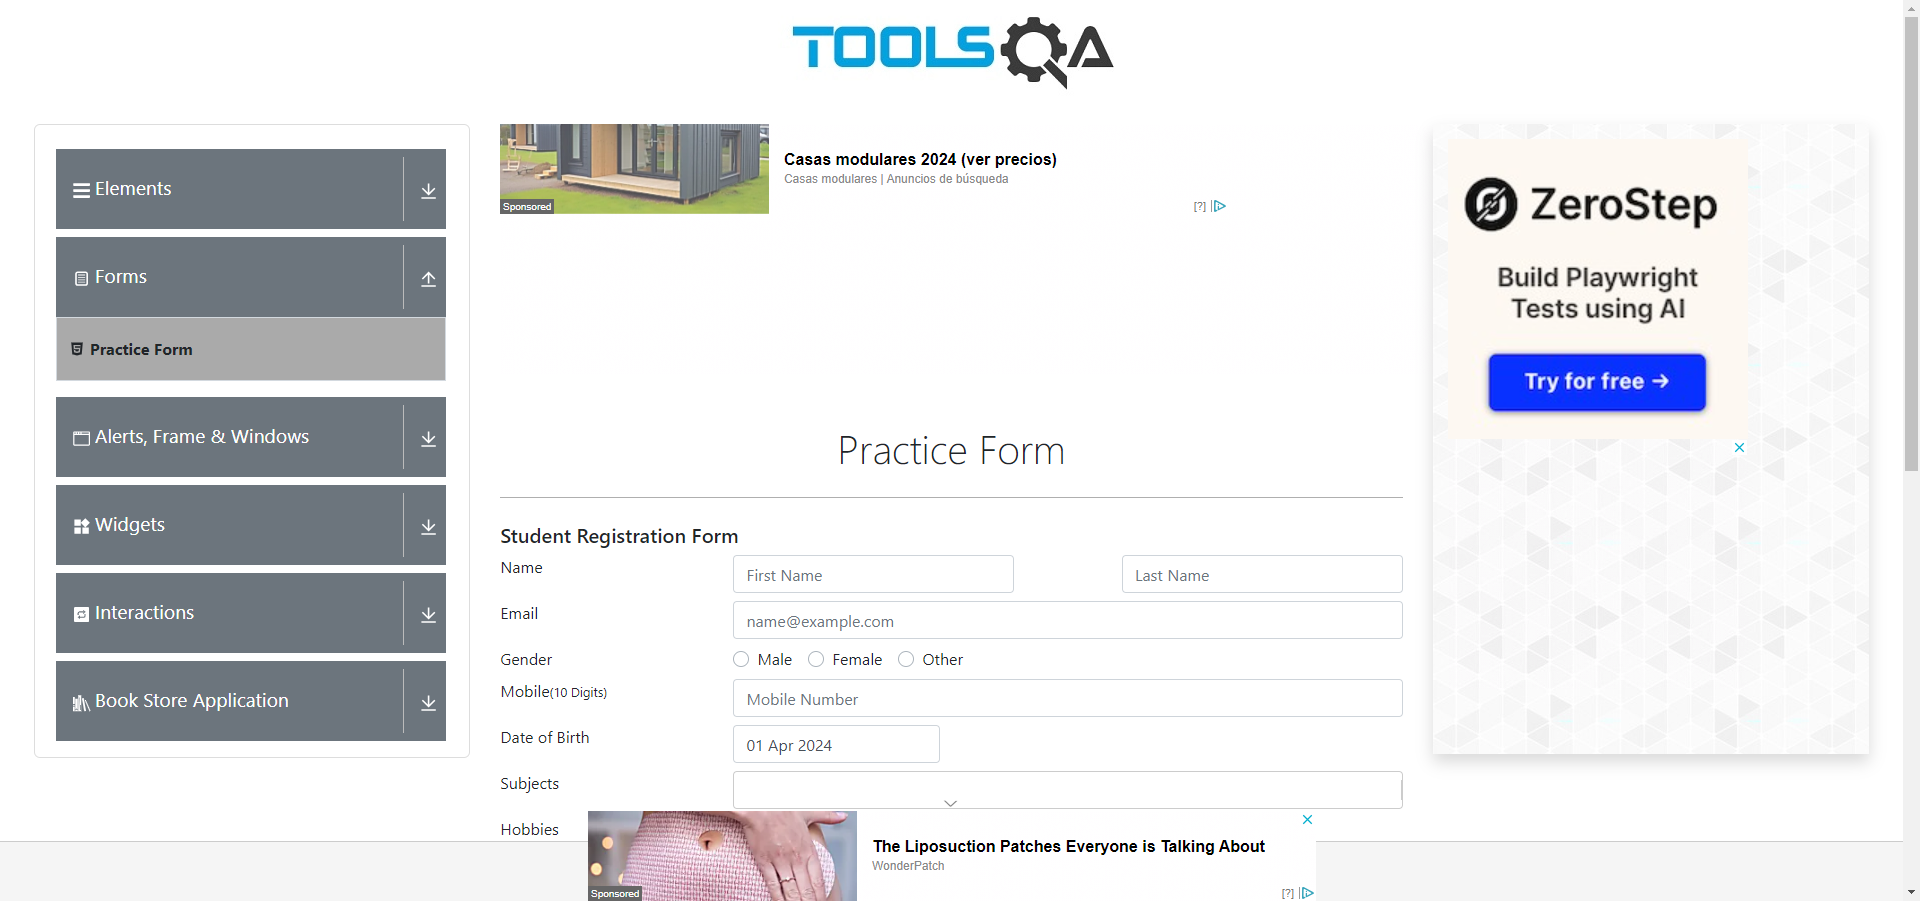 TOOLSQA
Elements
Forms
Practice Form
Alerts, Frame & Windows
Widgets
Interactions
Book Store Application
Sponsored
Casas modulares 2024 (ver precios)
Casas modulares | Anuncios de búsqueda
[?]
Practice Form
Student Registration Form
Name
First Name
Last Name
Email
name@example.com
Gender
Male
Female
Other
Mobile(10 Digits)
Mobile Number
Date of Birth
01 Apr 2024
Subjects
Hobbies
Sponsored
The Liposuction Patches Everyone is Talking About
WonderPatch
[?]
ZeroStep
Build Playwright
Tests using AI
Try for free →